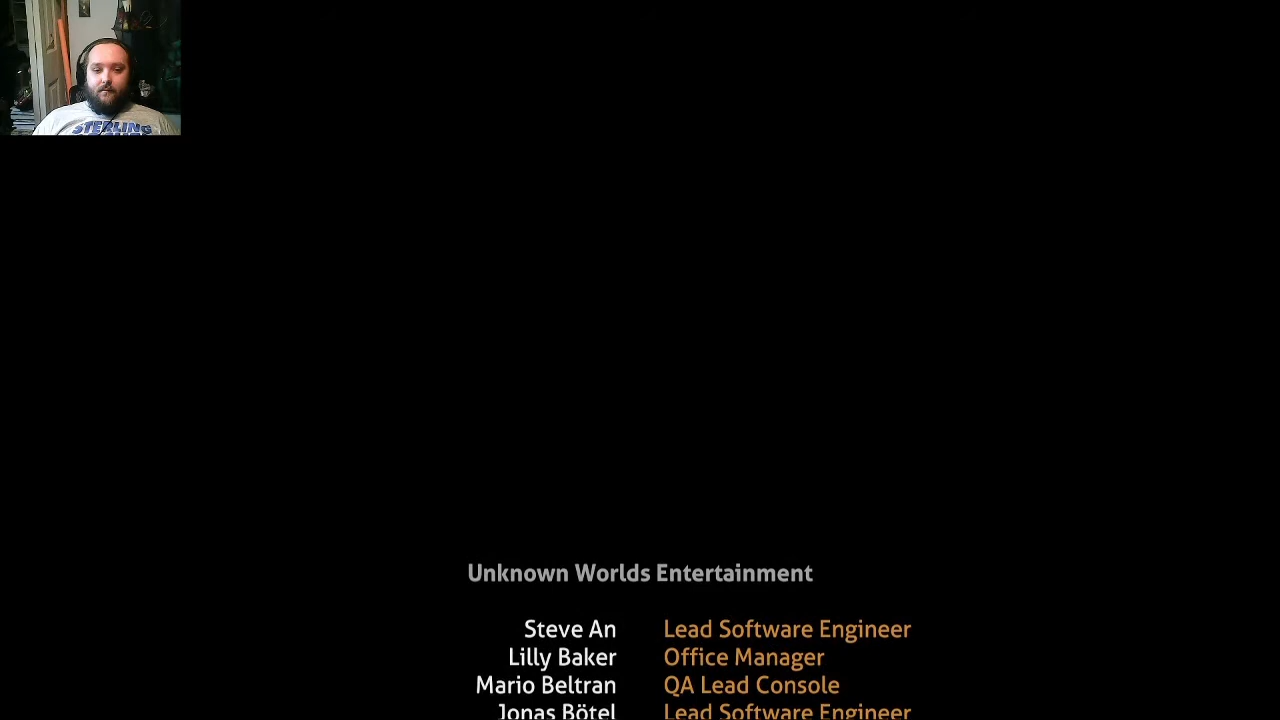 STERLING
Unknown Worlds Entertainment
Steve An Lead Software Engineer
Lilly Baker Office Manager
Mario Beltran QA Lead Console
Jonas Bötel Lead Software Engineer